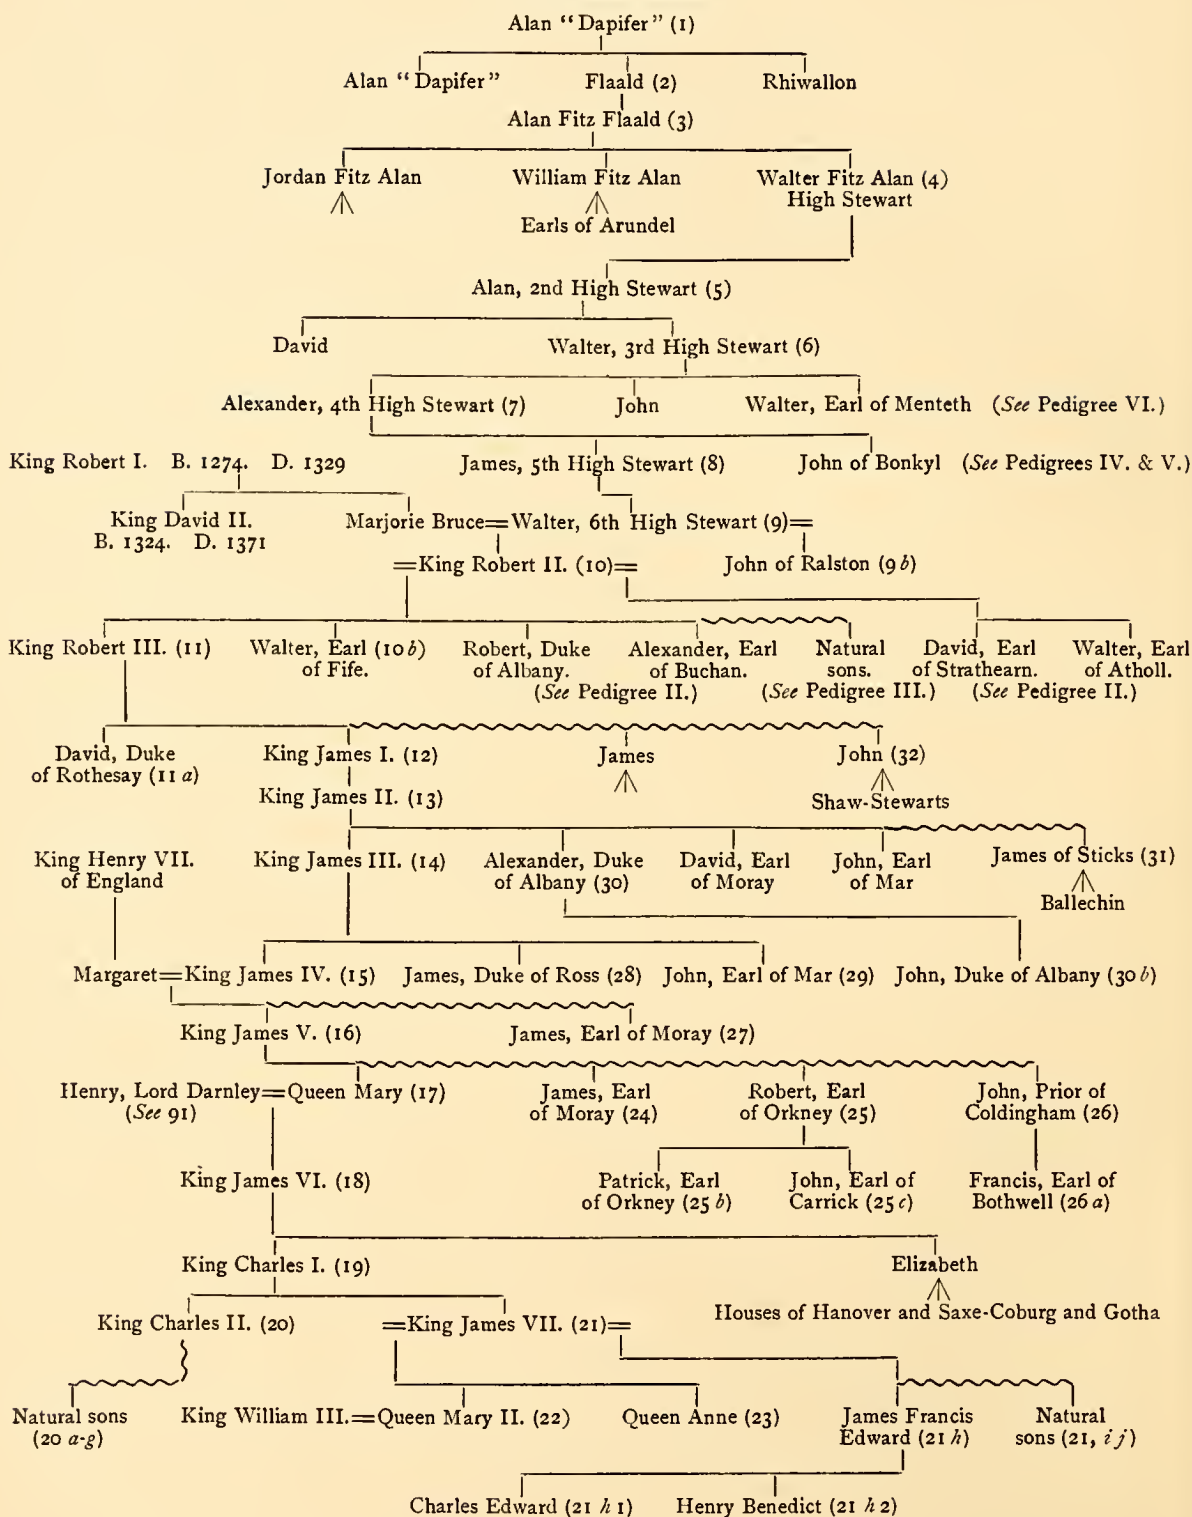 Alan "Dapifer" (1)
Alan "Dapifer" Flaald (2) Rhiwallon
Alan Fitz Flaald (3)
Jordan Fitz Alan William Fitz Alan Walter Fitz Alan (4)
High Stewart
Earls of Arundel
Alan, 2nd High Stewart (5)
David Walter, 3rd High Stewart (6)
Alexander, 4th High Stewart (7) John Walter, Earl of Menteth (See Pedigree VI.)
King Robert I. B. 1274. D. 1329 James, 5th High Stewart (8) John of Bonkyl (See Pedigrees IV. & V.)
King David II. Marjorie Bruce=Walter, 6th High Stewart (9)=
B. 1324. D. 1371
=King Robert II. (10)= John of Ralston (9 b)
King Robert III. (11) Walter, Earl (10 b) Robert, Duke Alexander, Earl Natural David, Earl Walter, Earl
of Fife. of Albany. of Buchan. sons. of Strathearn. of Atholl.
(See Pedigree II.) (See Pedigree III.) (See Pedigree II.)
David, Duke King James I. (12) James John (32)
of Rothesay (11 a)
King James II. (13) Shaw-Stewarts
King Henry VII. King James III. (14) Alexander, Duke David, Earl John, Earl James of Sticks (31)
of England of Albany (30) of Moray of Mar
Ballechin
Margaret=King James IV. (15) James, Duke of Ross (28) John, Earl of Mar (29) John, Duke of Albany (30 b)
King James V. (16) James, Earl of Moray (27)
Henry, Lord Darnley=Queen Mary (17) James, Earl Robert, Earl John, Prior of
(See 91) of Moray (24) of Orkney (25) Coldingham (26)
King James VI. (18) Patrick, Earl John, Earl of Francis, Earl of
of Orkney (25 b) Carrick (25 c) Bothwell (26 a)
King Charles I. (19) Elizabeth
Houses of Hanover and Saxe-Coburg and Gotha
King Charles II. (20) =King James VII. (21)=
Natural sons King William III.=Queen Mary II. (22) Queen Anne (23) James Francis Natural
(20 a-g) Edward (21 h) sons (21, i j)
Charles Edward (21 h 1) Henry Benedict (21 h 2)